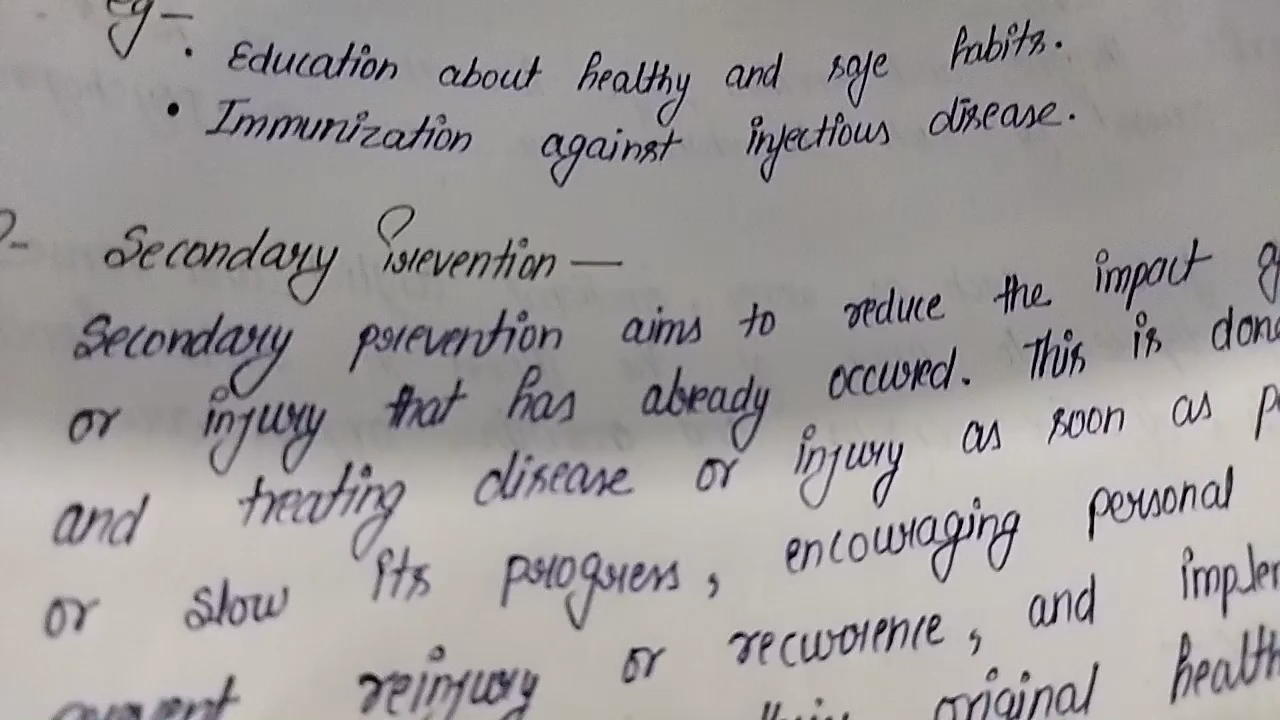 eg -
• Education about healthy and safe habits.
• Immunization against infectious disease.
Secondary Prevention —
Secondary prevention aims to reduce the impact
or injury that has already occured. This is done
and treating disease or injury as soon as
or slow its progress, encouraging personal
reinjury or recurrence, and
original health